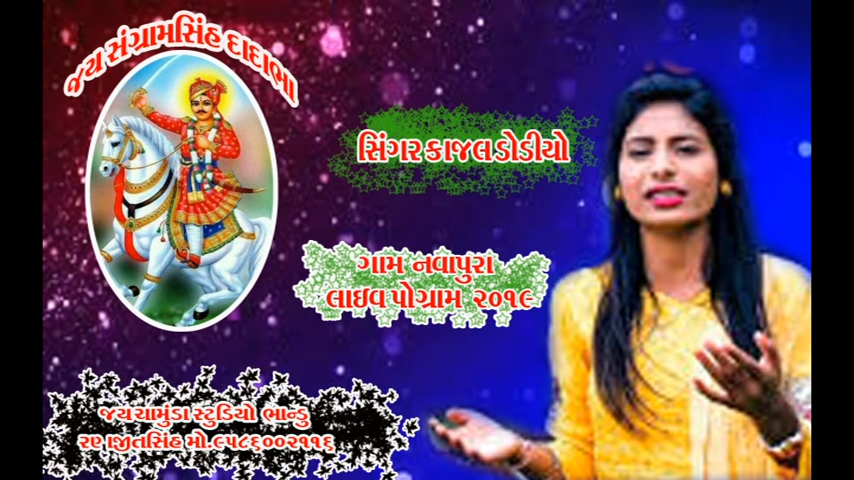 જય સંગ્રામસિંહ દાદાભા
સિંગર કાજલ ડોડીયો
ગામ નવાપુરા
લાઇવ પોગ્રામ ૨૦૧૯
જય ચામુંડા સ્ટુડિયો ભાન્ડુ
રણજીતસિંહ મો.૯૫૮૬૦૦૨૧૧૬